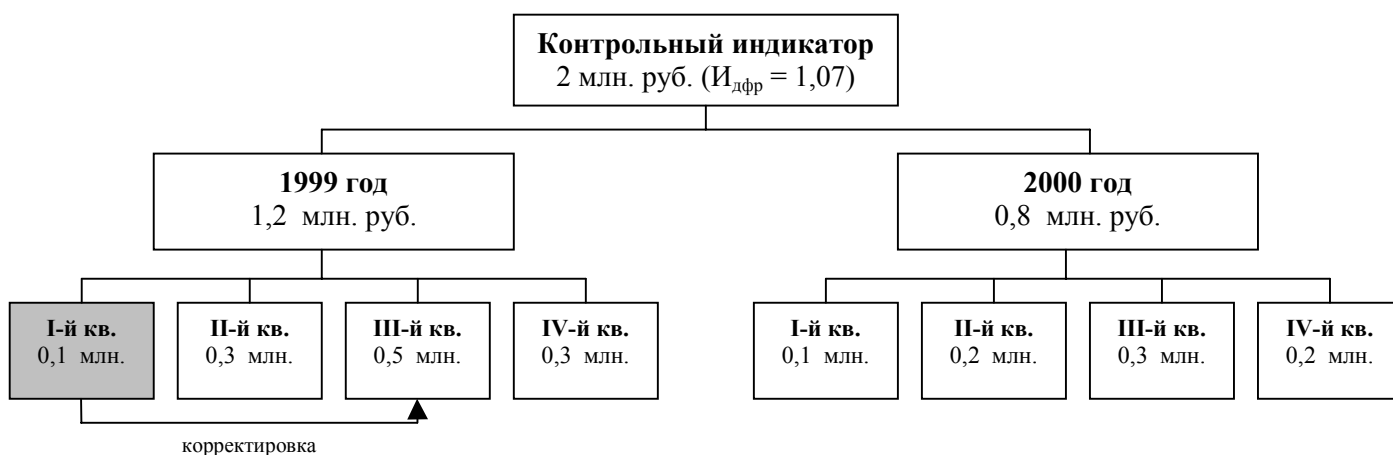 Контрольный индикатор
2 млн. руб. (Идфр = 1,07)
1999 год
1,2 млн. руб.
2000 год
0,8 млн. руб.
I-й кв.
0,1 млн.
II-й кв.
0,3 млн.
III-й кв.
0,5 млн.
IV-й кв.
0,3 млн.
I-й кв.
0,1 млн.
II-й кв.
0,2 млн.
III-й кв.
0,3 млн.
IV-й кв.
0,2 млн.
корректировка